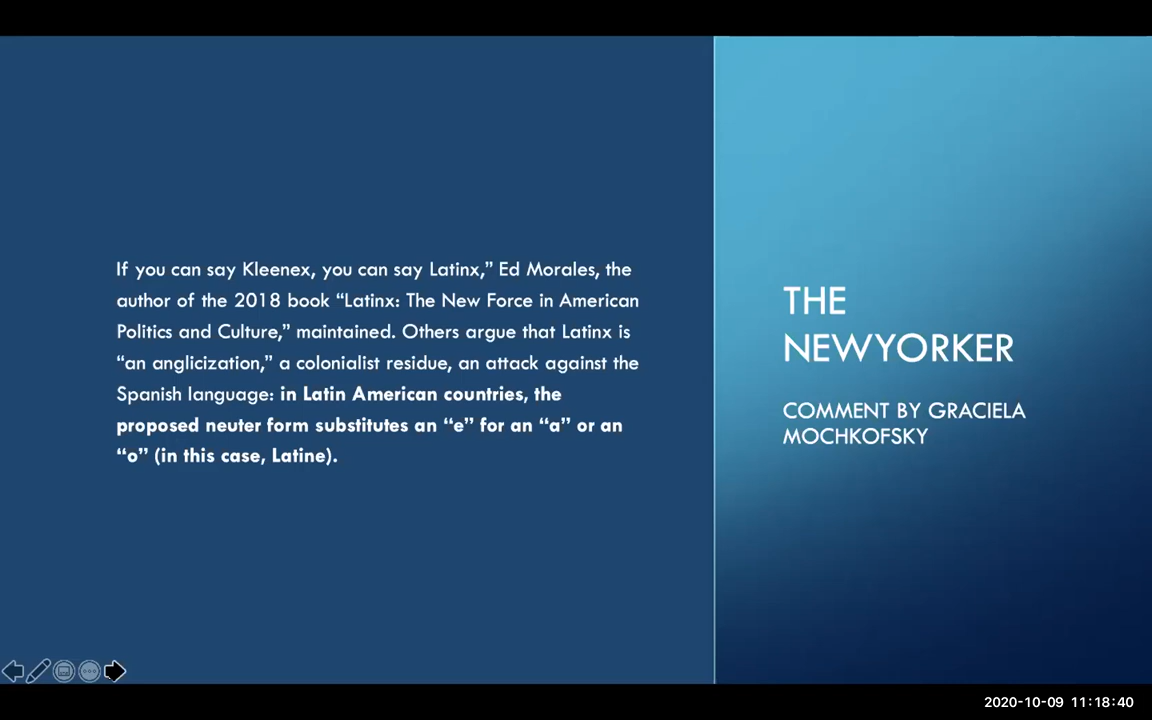 If you can say Kleenex, you can say Latinx,” Ed Morales, the
author of the 2018 book “Latinx: The New Force in American
Politics and Culture,” maintained. Others argue that Latinx is
“an anglicization,” a colonialist residue, an attack against the
Spanish language: in Latin American countries, the
proposed neuter form substitutes an “e” for an “a” or an
“o” (in this case, Latine).
THE
NEWYORKER
COMMENT BY GRACIELA
MOCHKOFSKY
2020-10-09 11:18:40